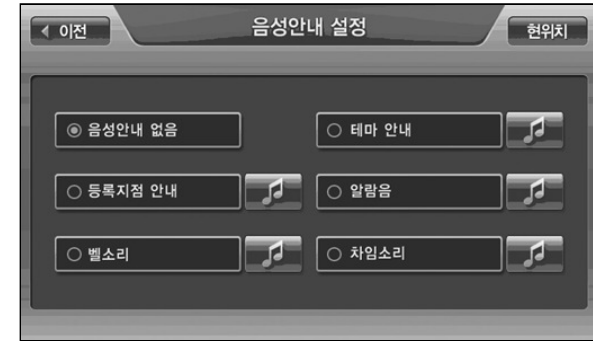 이전
음성안내 설정
현위치
음성안내 없음
테마 안내
등록지점 안내
알람음
벨소리
차임소리